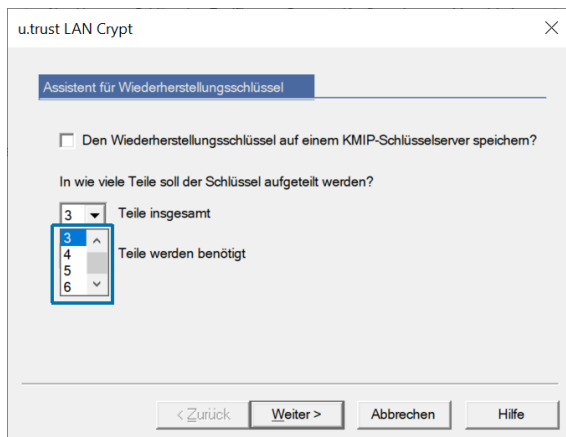 u.trust LAN Crypt
Assistent für Wiederherstellungsschlüssel
Den Wiederherstellungsschlüssel auf einem KMIP-Schlüsselserver speichern?
In wie viele Teile soll der Schlüssel aufgeteilt werden?
3 Teile insgesamt
3
4 Teile werden benötigt
5
6
< Zurück Weiter > Abbrechen Hilfe